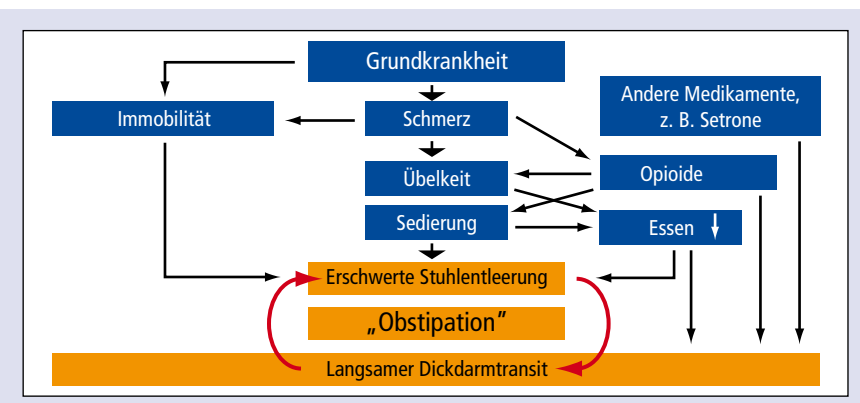 Grundkrankheit
Andere Medikamente,
z. B. Setrone
Immobilität
Schmerz
Übelkeit
Opioide
Sedierung
Essen
Erschwerte Stuhlentleerung
„Obstipation”
Langsamer Dickdarmtransit